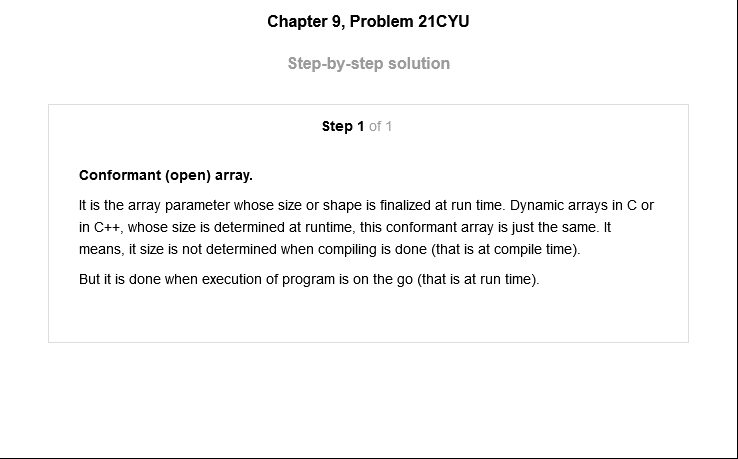 Chapter 9, Problem 21CYU
Step-by-step solution
Step 1 of 1
Conformant (open) array.
It is the array parameter whose size or shape is finalized at run time. Dynamic arrays in C or
in C++, whose size is determined at runtime, this conformant array is just the same. It
means, it size is not determined when compiling is done (that is at compile time).
But it is done when execution of program is on the go (that is at run time).